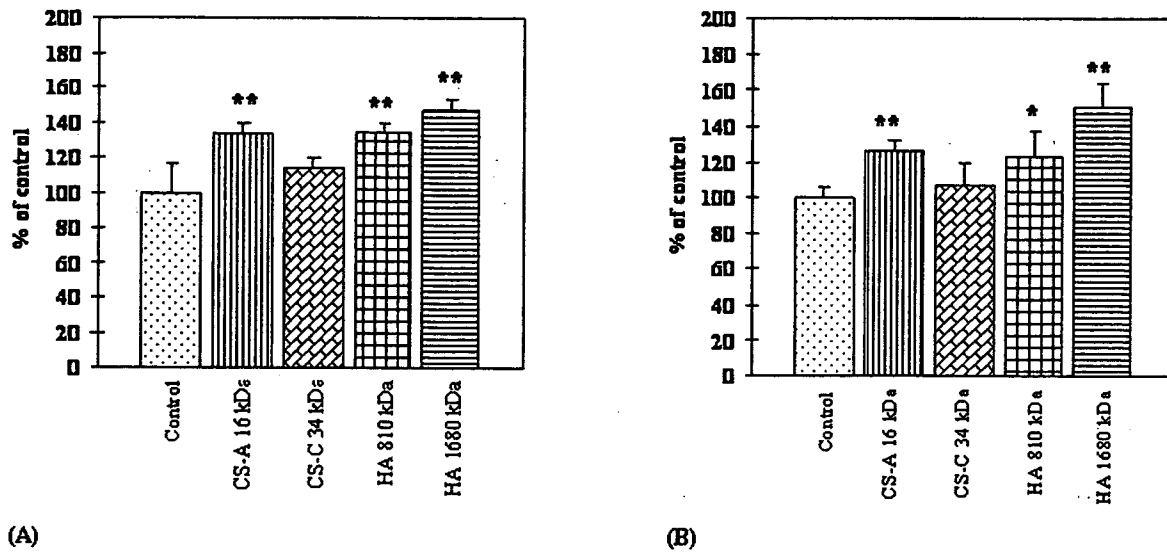 200
180
160
140
120
100
80
60
40
20
0
% of control
**
**
**
Control
CS-A 16 kDa
CS-C 34 kDa
HA 810 kDa
HA 1680 kDa
(A)
200
180
160
140
120
100
80
60
40
20
0
% of control
**
*
**
Control
CS-A 16 kDa
CS-C 34 kDa
HA 810 kDa
HA 1680 kDa
(B)